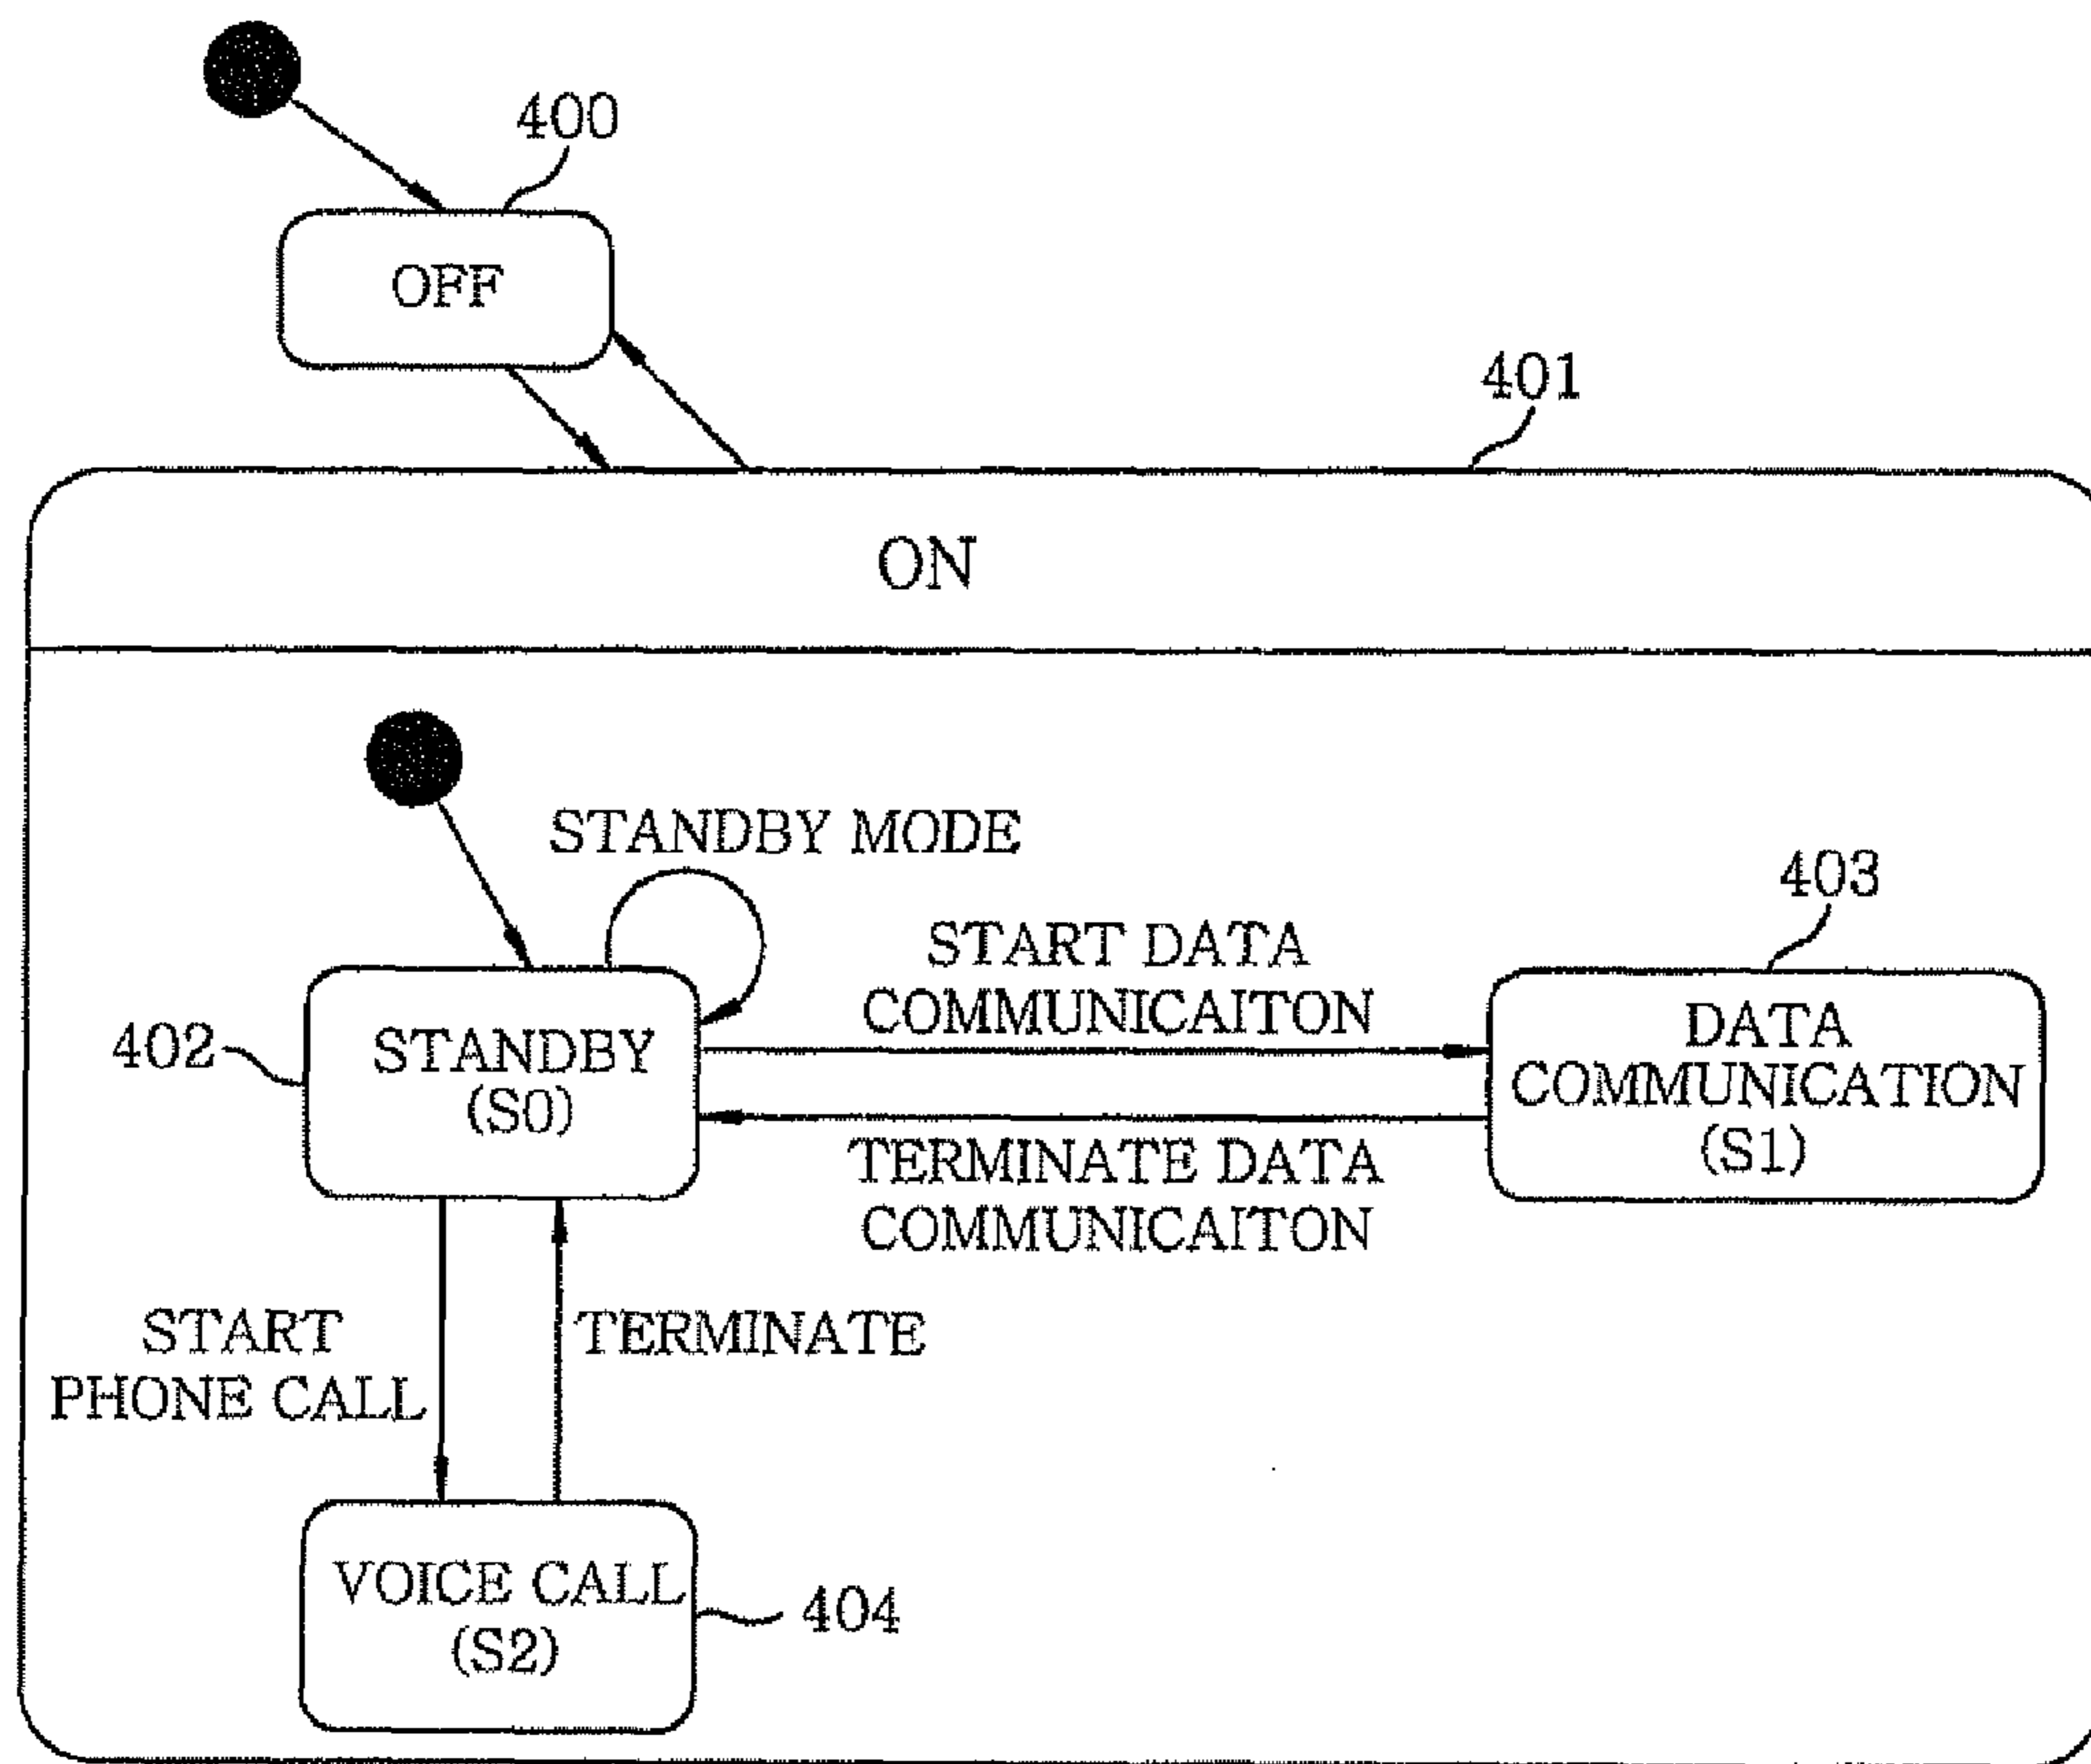 400
OFF
401
ON
STANDBY MODE
403
START DATA
COMMUNICAITON
402
STANDBY
(S0)
DATA
COMMUNICATION
(S1)
TERMINATE DATA
COMMUNICAITON
START
PHONE CALL
TERMINATE
VOICE CALL
(S2)
404